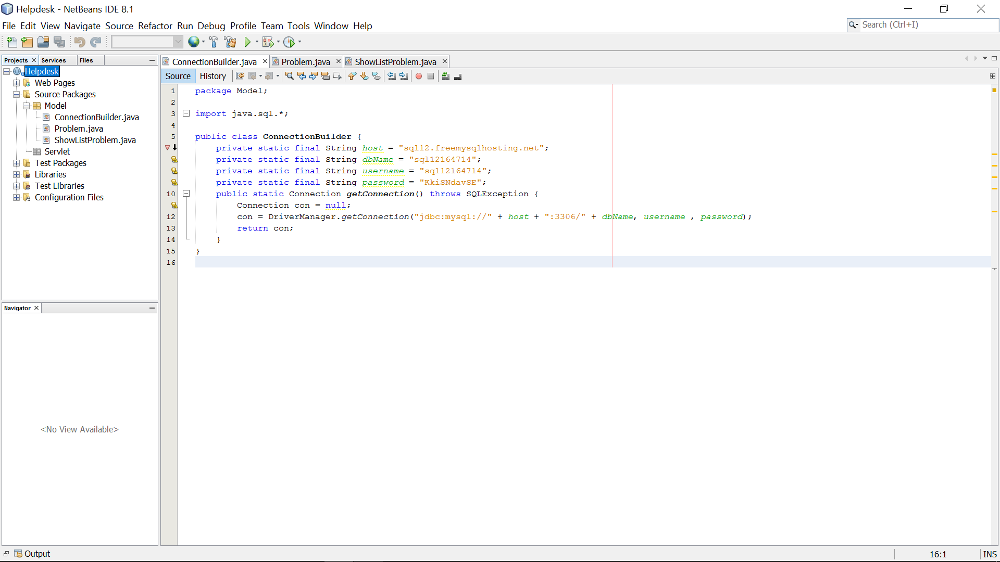 Helpdesk - NetBeans IDE 8.1
File Edit View Navigate Source Refactor Run Debug Profile Team Tools Window Help
Search (Ctrl+I)
Projects Services Files
Helpdesk
Web Pages
Source Packages
Model
ConnectionBuilder.java
Problem.java
ShowListProblem.java
Servlet
Test Packages
Libraries
Test Libraries
Configuration Files
Navigator
<No View Available>
ConnectionBuilder.java Problem.java ShowListProblem.java
Source History
1 package Model;
2
3 import java.sql.*;
4
5 public class ConnectionBuilder {
private static final String host = "sql12.freemysqlhosting.net";
private static final String dbName = "sql12164714";
private static final String username = "sql12164714";
private static final String password = "KkiSNdavSE";
10 public static Connection getConnection() throws SQLException {
Connection con = null;
12 con = DriverManager.getConnection("jdbc:mysql://" + host + ":3306/" + dbName, username , password);
13 return con;
14 }
15 }
16
Output
16:1 INS